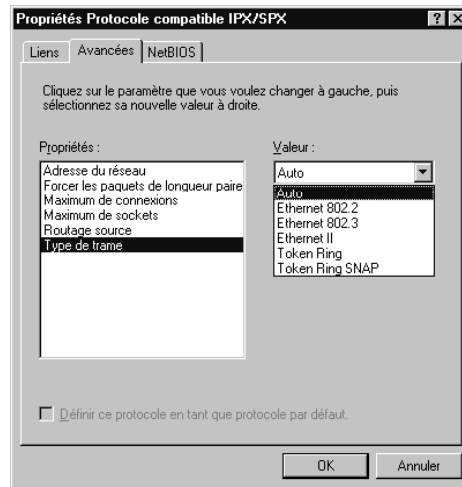 Propriétés Protocole compatible IPX/SPX
Liens Avancées NetBIOS
Cliquez sur le paramètre que vous voulez changer à gauche, puis
sélectionnez sa nouvelle valeur à droite.
Propriétés :
Adresse du réseau
Forcer les paquets de longueur paire
Maximum de connexions
Maximum de sockets
Routage source
Type de trame
Valeur :
Auto
Auto
Ethernet 802.2
Ethernet 802.3
Ethernet II
Token Ring
Token Ring SNAP
Définir ce protocole en tant que protocole par défaut.
OK Annuler